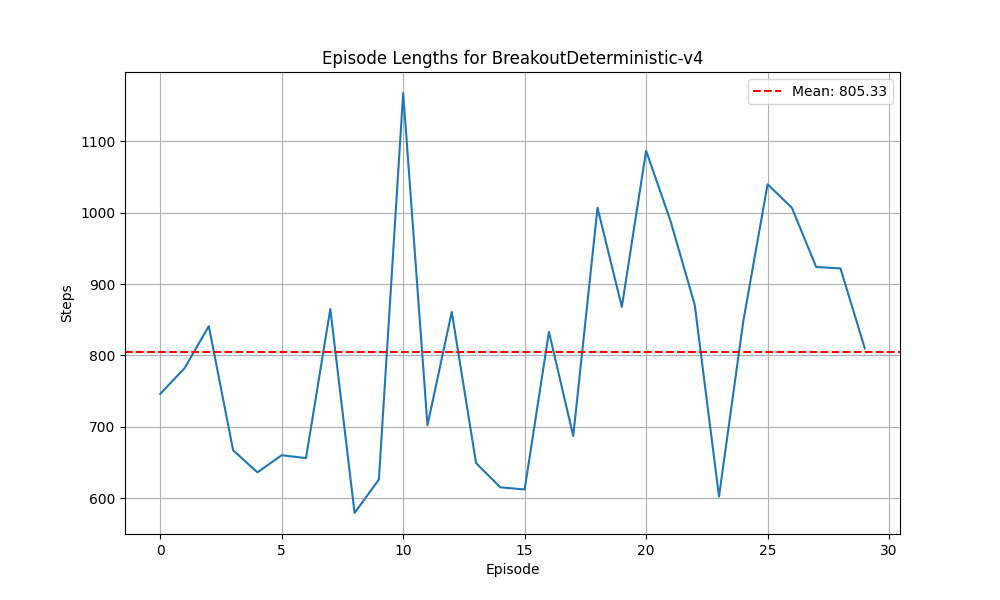 Episode Lengths for BreakoutDeterministic-v4
Mean: 805.33
1100
1000
900
800
700
600
Steps
0 5 10 15 20 25 30
Episode